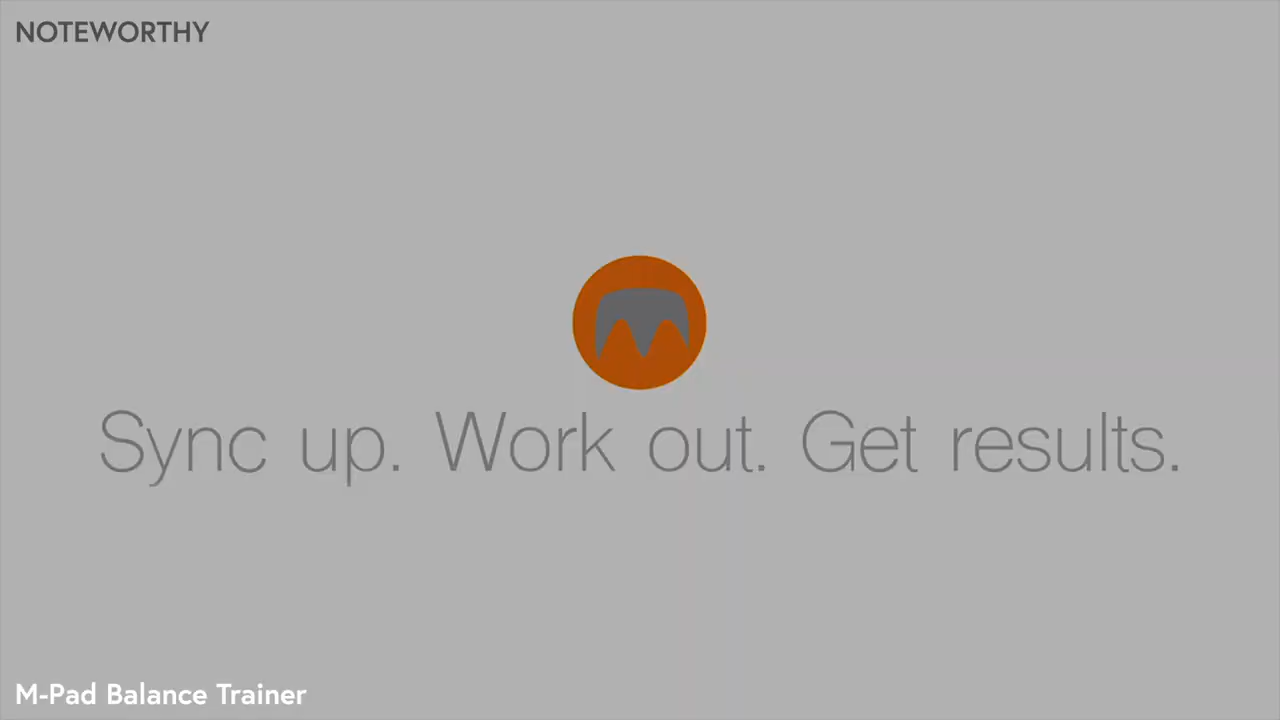 NOTEWORTHY
Sync up. Work out. Get results.
M-Pad Balance Trainer